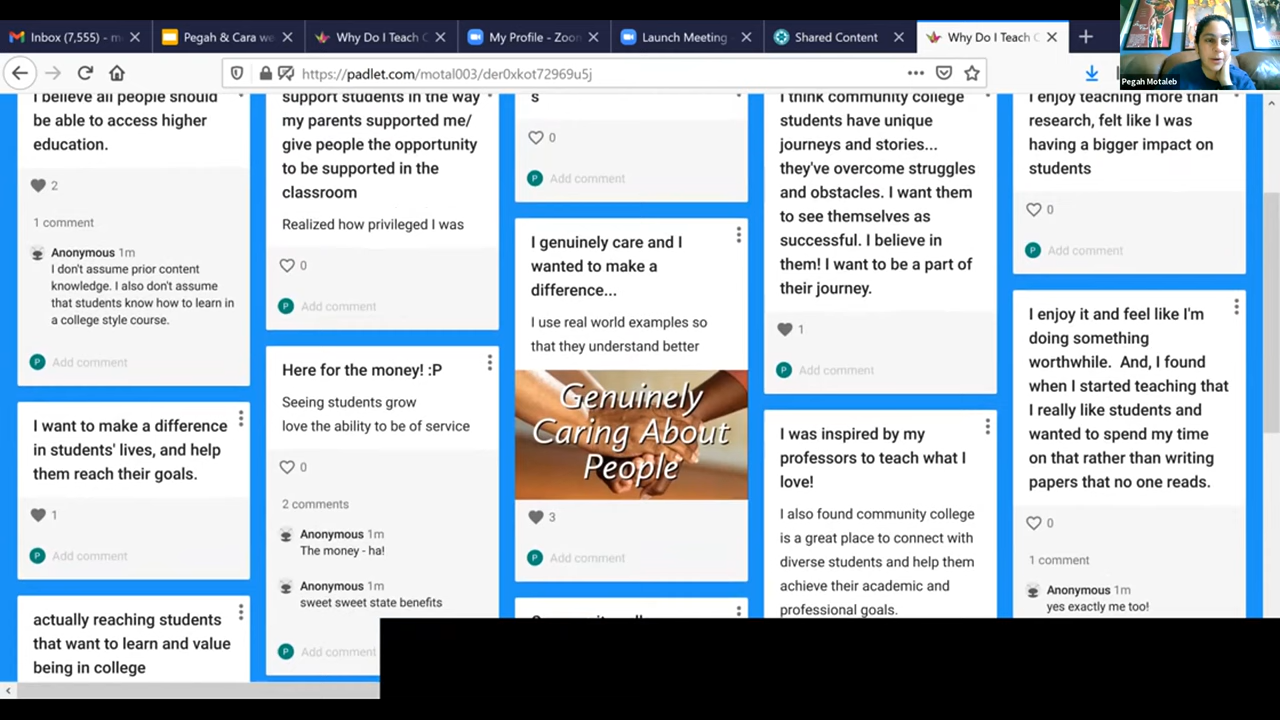 Inbox (7,555) - m
Pegah & Cara we
Why Do I Teach C
My Profile - Zoo
Launch Meeting
Shared Content
Why Do I Teach C
https://padlet.com/motal003/der0xkot72969u5j
Pegah Motaleb
I believe all people should
be able to access higher
education.
2
1 comment
Anonymous 1m
I don't assume prior content
knowledge. I also don't assume
that students know how to learn in
a college style course.
P
Add comment
I want to make a difference
in students' lives, and help
them reach their goals.
1
P
Add comment
actually reaching students
that want to learn and value
being in college
support students in the way
my parents supported me/
give people the opportunity
to be supported in the
classroom
Realized how privileged I was
0
P
Add comment
Here for the money! :P
Seeing students grow
love the ability to be of service
0
2 comments
Anonymous 1m
The money - ha!
Anonymous 1m
sweet sweet state benefits
P
Add comment
s
0
P
Add comment
I genuinely care and I
wanted to make a
difference...
I use real world examples so
that they understand better
Genuinely
Caring About
People
3
P
Add comment
I think community college
students have unique
journeys and stories...
they've overcome struggles
and obstacles. I want them
to see themselves as
successful. I believe in
them! I want to be a part of
their journey.
1
P
Add comment
I was inspired by my
professors to teach what I
love!
I also found community college
is a great place to connect with
diverse students and help them
achieve their academic and
professional goals.
I enjoy teaching more than
research, felt like I was
having a bigger impact on
students
0
P
Add comment
I enjoy it and feel like I'm
doing something
worthwhile. And, I found
when I started teaching that
I really like students and
wanted to spend my time
on that rather than writing
papers that no one reads.
0
1 comment
Anonymous 1m
yes exactly me too!